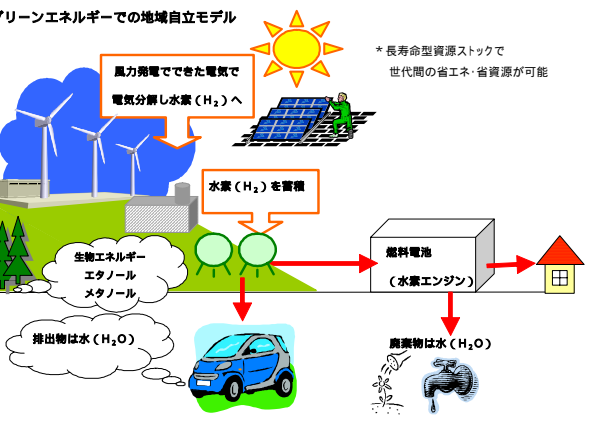 グリーンエネルギーでの地域自立モデル
＊長寿命型資源ストックで
世代間の省エネ・省資源が可能
風力発電でできた電気で
電気分解し水素（H₂）へ
水素（H₂）を蓄積
生物エネルギー
エタノール
メタノール
燃料電池
（水素エンジン）
排出物は水（H₂O）
廃棄物は水（H₂O）